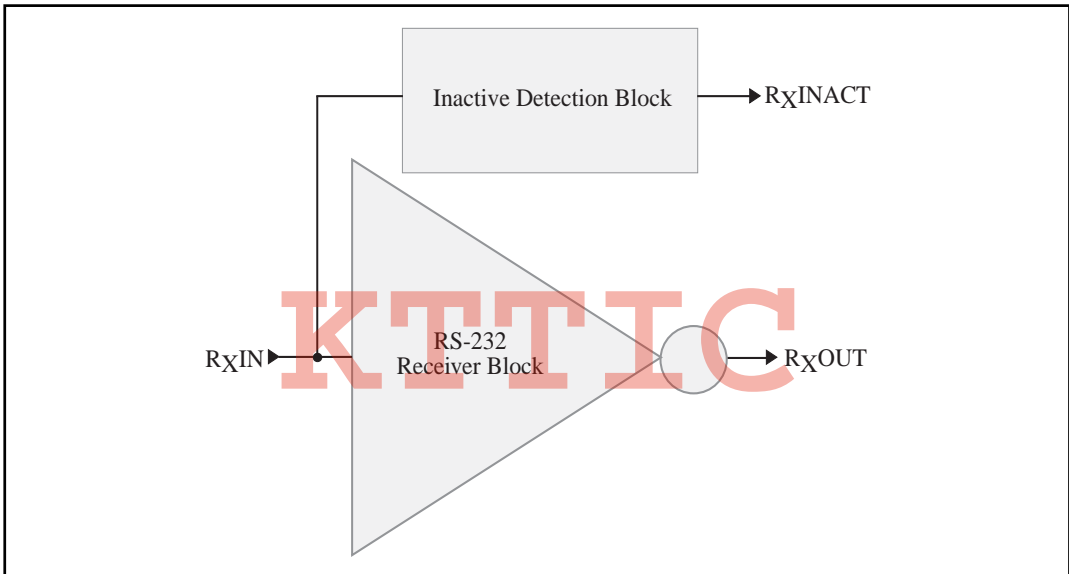 Inactive Detection Block
RXINACT
KTTIC
RS-232
Receiver Block
RXIN
RXOUT